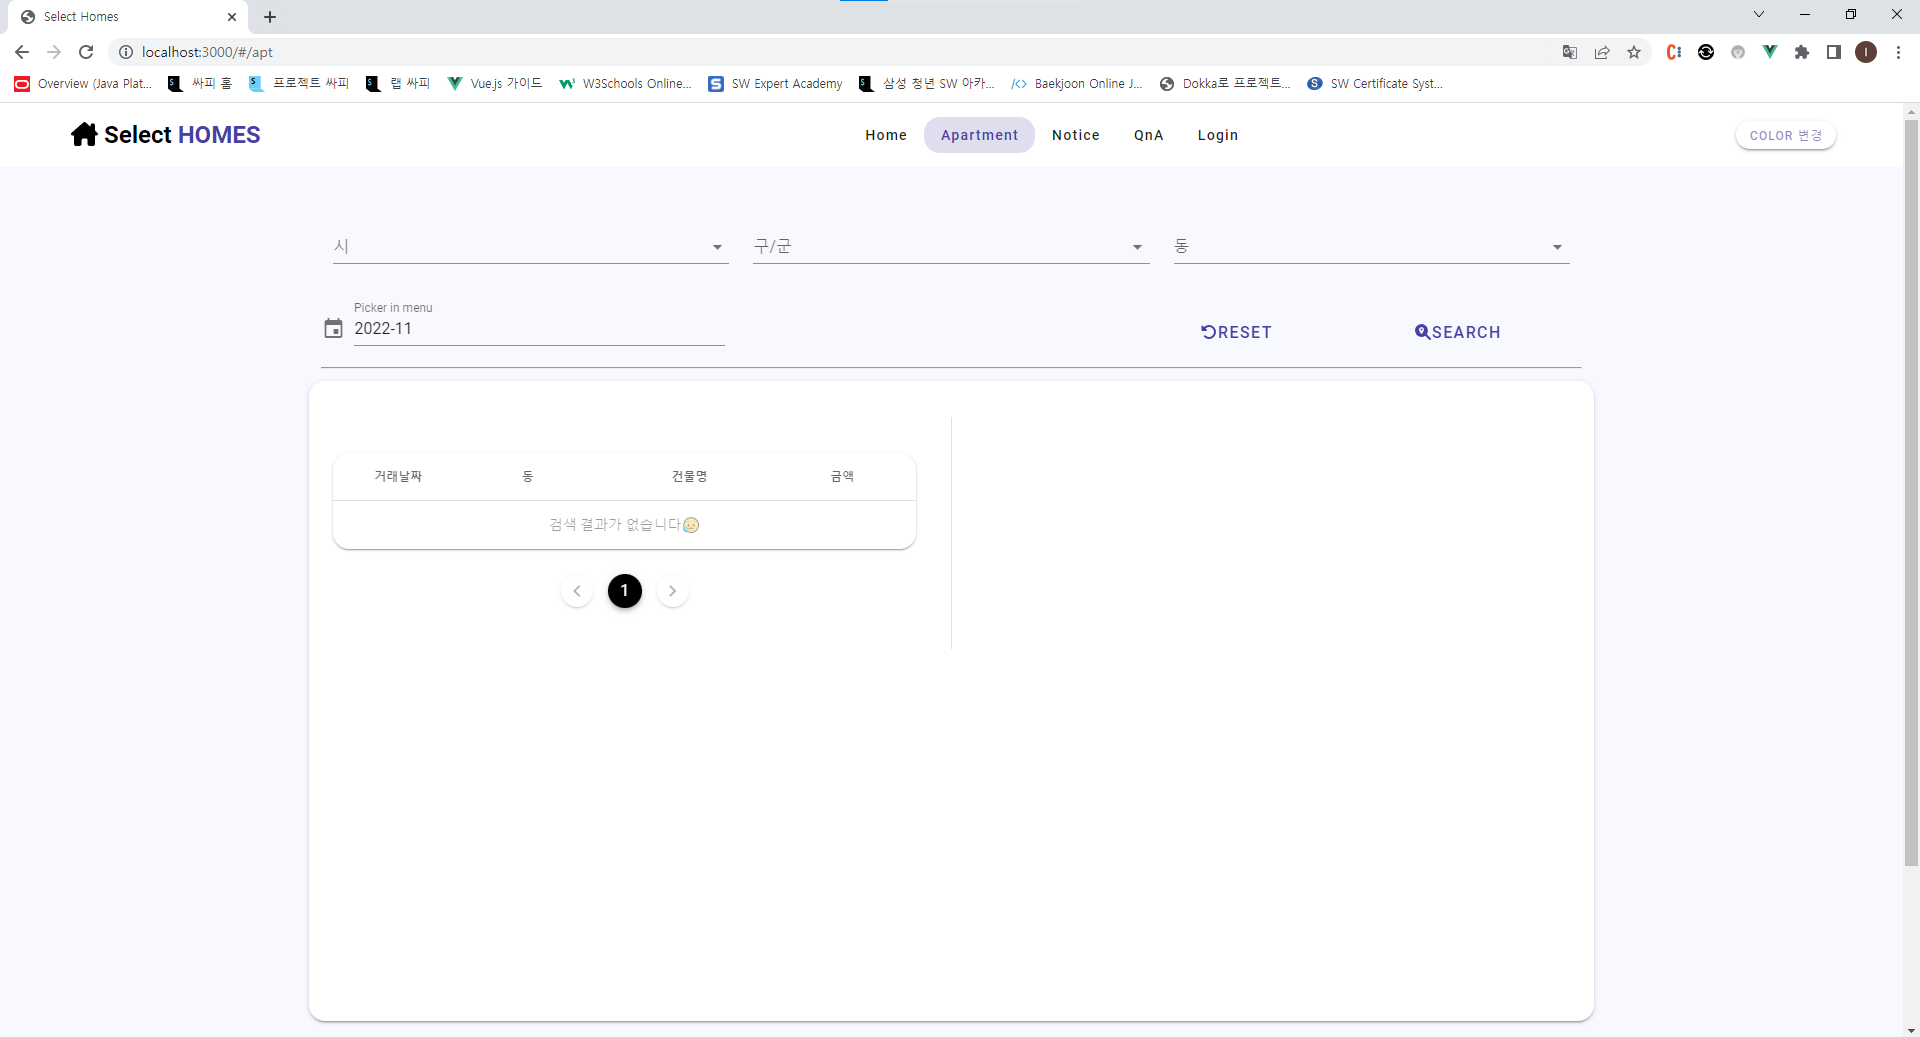 Select Homes
localhost:3000/#/apt
Overview (Java Plat... 싸피 홈 프로젝트 싸피 랩 싸피 Vue.js 가이드 W3Schools Online... SW Expert Academy 삼성 청년 SW 아카... Baekjoon Online J... Dokka로 프로젝트... SW Certificate Syst...
Select HOMES Home Apartment Notice QnA Login COLOR 변경
시 구/군 동
Picker in menu
2022-11 RESET SEARCH
거래날짜 동 건물명 금액
검색 결과가 없습니다😥
1